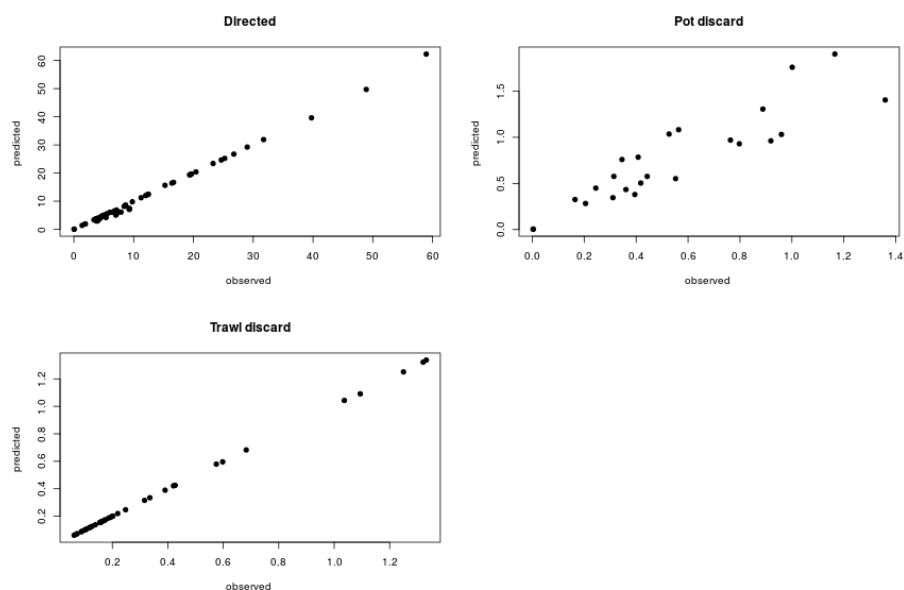 Directed
predicted
0 10 20 30 40 50 60
0 10 20 30 40 50 60
observed
Pot discard
predicted
0.0 0.5 1.0 1.5
0.0 0.2 0.4 0.6 0.8 1.0 1.2 1.4
observed
Trawl discard
predicted
0.2 0.4 0.6 0.8 1.0 1.2
0.2 0.4 0.6 0.8 1.0 1.2
observed